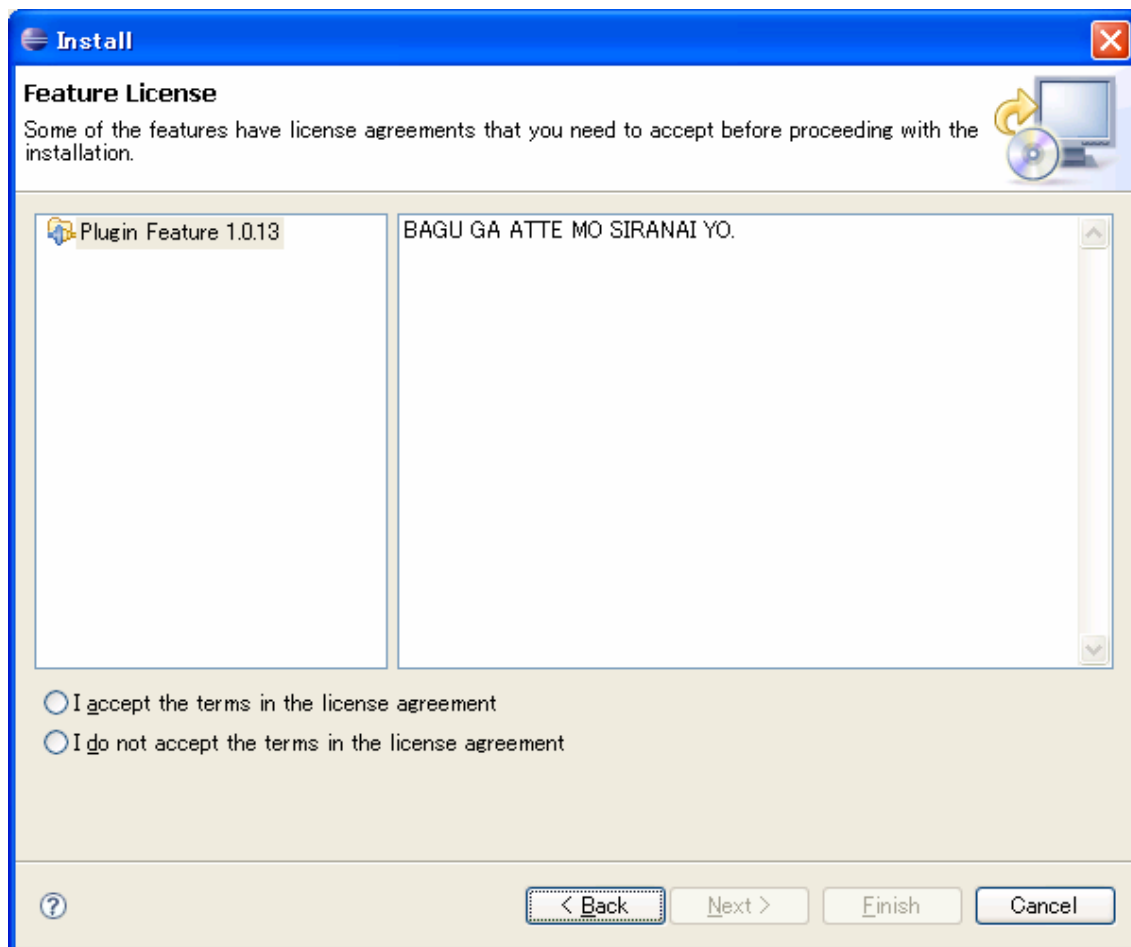 Install
Feature License
Some of the features have license agreements that you need to accept before proceeding with the
installation.
Plugin Feature 1.0.13
BAGU GA ATTE MO SIRANAI YO.
I accept the terms in the license agreement
I do not accept the terms in the license agreement
?
< Back
Next >
Finish
Cancel